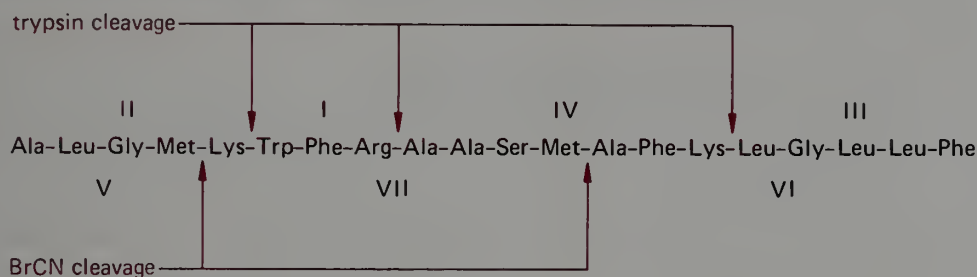 trypsin cleavage
II I IV III
Ala–Leu–Gly–Met–Lys–Trp–Phe–Arg–Ala–Ala–Ser–Met–Ala–Phe–Lys–Leu–Gly–Leu–Leu–Phe
V VII VI
BrCN cleavage